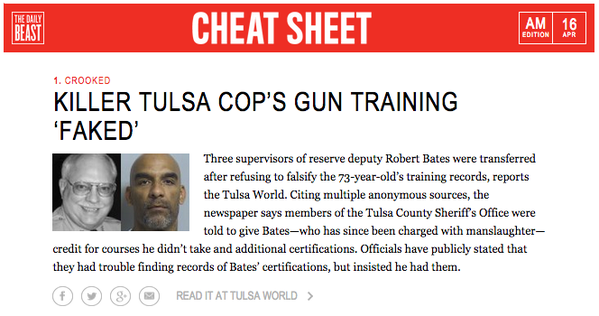 THE DAILY
BEAST
CHEAT SHEET
AM
EDITION
16
APR
1. CROOKED
KILLER TULSA COP'S GUN TRAINING
'FAKED'
Three supervisors of reserve deputy Robert Bates were transferred
after refusing to falsify the 73-year-old's training records, reports
the Tulsa World. Citing multiple anonymous sources, the
newspaper says members of the Tulsa County Sheriff's Office were
told to give Bates—who has since been charged with manslaughter—
credit for courses he didn't take and additional certifications. Officials have publicly stated that
they had trouble finding records of Bates' certifications, but insisted he had them.
READ IT AT TULSA WORLD